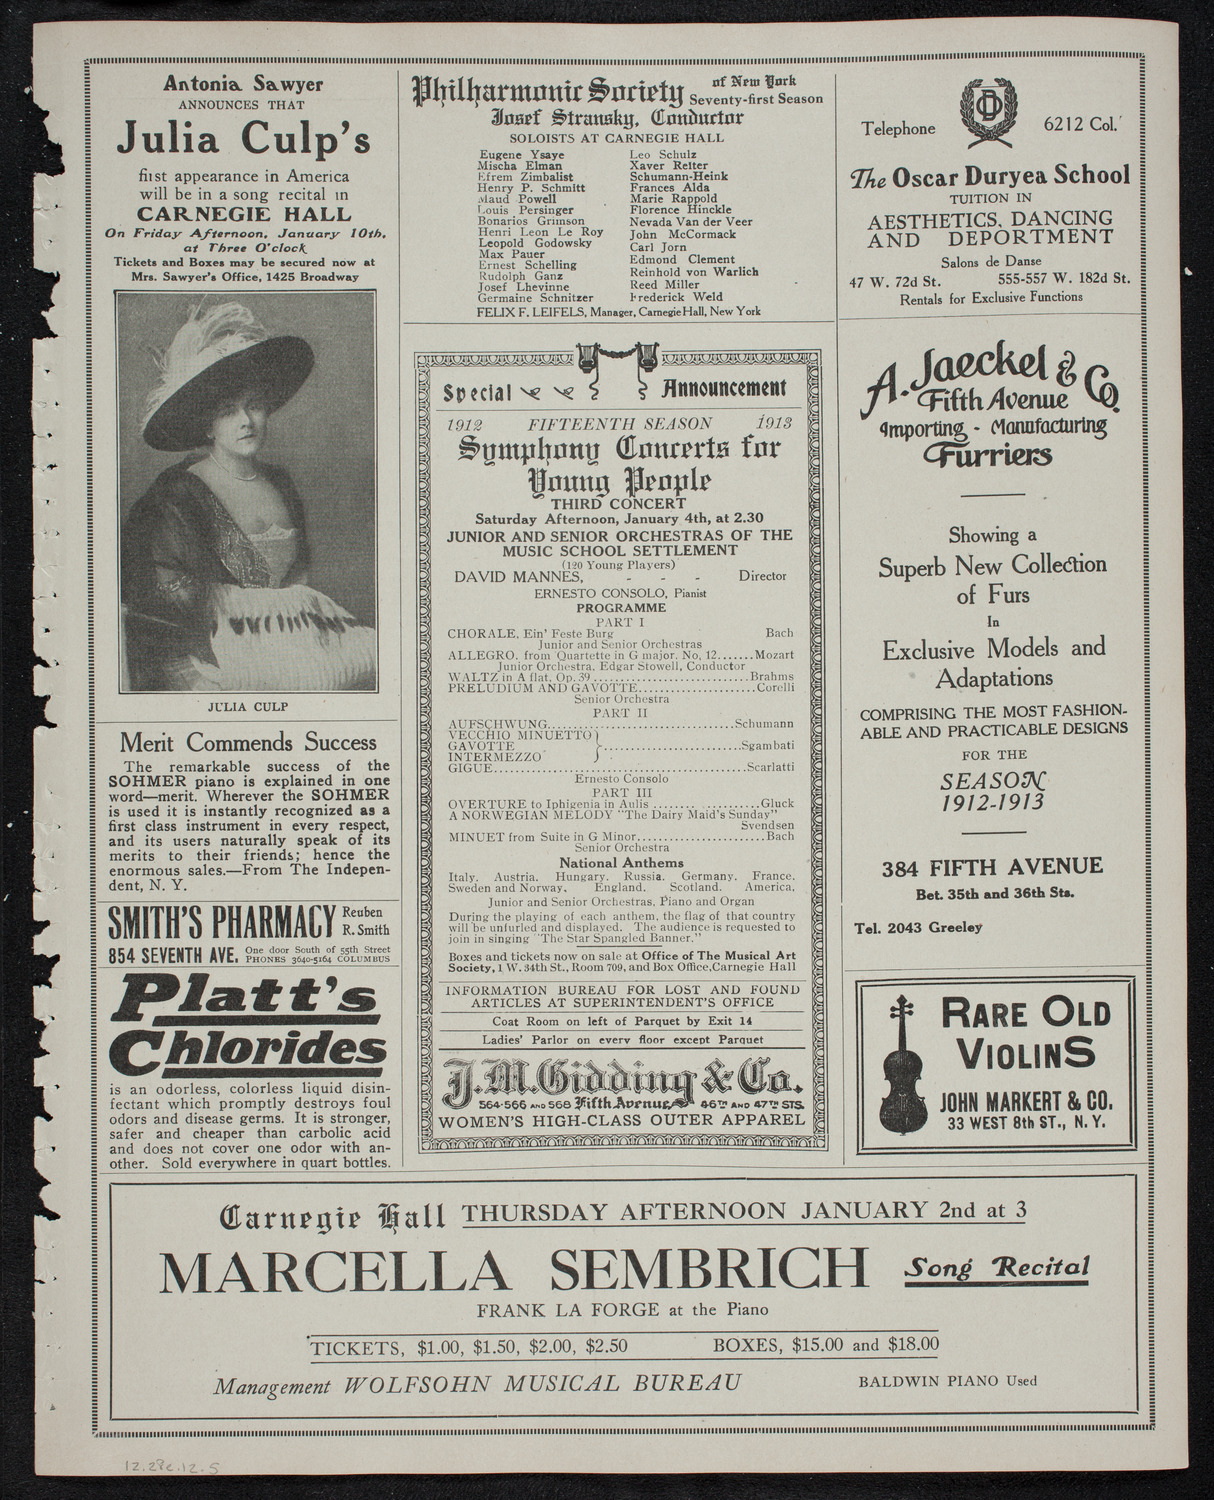 Antonia Sawyer
ANNOUNCES THAT
Julia Culp's
first appearance in America
will be in a song recital in
CARNEGIE HALL
On Friday Afternoon, January 10th,
at Three O'clock
Tickets and Boxes may be secured now at
Mrs. Sawyer's Office, 1425 Broadway
JULIA CULP
Merit Commends Success
The remarkable success of the
SOHMER piano is explained in one
word—merit. Wherever the SOHMER
is used it is instantly recognized as a
first class instrument in every respect,
and its users naturally speak of its
merits to their friends; hence the
enormous sales.—From The Indepen-
dent, N. Y.
SMITH'S PHARMACY Reuben
R. Smith
854 SEVENTH AVE. One door South of 55th Street
PHONES 3640-5164 COLUMBUS
Platt's
Chlorides
is an odorless, colorless liquid disin-
fectant which promptly destroys foul
odors and disease germs. It is stronger,
safer and cheaper than carbolic acid
and does not cover one odor with an-
other. Sold everywhere in quart bottles.
Philharmonic Society of New York
Seventy-first Season
Josef Stransky, Conductor
SOLOISTS AT CARNEGIE HALL
Eugene Ysaye Leo Schulz
Mischa Elman Xaver Reiter
Efrem Zimbalist Schumann-Heink
Henry P. Schmitt Frances Alda
Maud Powell Marie Rappold
Louis Persinger Florence Hinckle
Bonarios Grimson Nevada Van der Veer
Henri Leon Le Roy John McCormack
Leopold Godowsky Carl Jorn
Max Pauer Edmond Clement
Ernest Schelling Reinhold von Warlich
Rudolph Ganz Reed Miller
Josef Lhevinne Frederick Weld
Germaine Schnitzer
FELIX F. LEIFELS, Manager, Carnegie Hall, New York
Special Announcement
1912 FIFTEENTH SEASON 1913
Symphony Concerts for
Young People
THIRD CONCERT
Saturday Afternoon, January 4th, at 2.30
JUNIOR AND SENIOR ORCHESTRAS OF THE
MUSIC SCHOOL SETTLEMENT
(120 Young Players)
DAVID MANNES, - - - Director
ERNESTO CONSOLO, Pianist
PROGRAMME
PART I
CHORALE, Ein' Feste Burg Bach
Junior and Senior Orchestras
ALLEGRO, from Quartette in G major, No. 12.......Mozart
Junior Orchestra, Edgar Stowell, Conductor
WALTZ in A flat, Op. 39..............................Brahms
PRELUDIUM AND GAVOTTE.......................Corelli
Senior Orchestra
PART II
AUFSCHWUNG....................................Schumann
VECCHIO MINUETTO
GAVOTTE }...........................Sgambati
INTERMEZZO
GIGUE.................................................Scarlatti
Ernesto Consolo
PART III
OVERTURE to Iphigenia in Aulis ....................Gluck
A NORWEGIAN MELODY "The Dairy Maid's Sunday"
Svendsen
MINUET from Suite in G Minor.........................Bach
Senior Orchestra
National Anthems
Italy, Austria, Hungary, Russia, Germany, France,
Sweden and Norway, England, Scotland, America,
Junior and Senior Orchestras, Piano and Organ
During the playing of each anthem, the flag of that country
will be unfurled and displayed. The audience is requested to
join in singing "The Star Spangled Banner."
Boxes and tickets now on sale at Office of The Musical Art
Society, 1 W. 34th St., Room 709, and Box Office, Carnegie Hall
INFORMATION BUREAU FOR LOST AND FOUND
ARTICLES AT SUPERINTENDENT'S OFFICE
Coat Room on left of Parquet by Exit 14
Ladies' Parlor on every floor except Parquet
J. M. Gidding & Co.
564-566 AND 568 Fifth Avenue 46TH AND 47TH STS.
WOMEN'S HIGH-CLASS OUTER APPAREL
Telephone OD 6212 Col.
The Oscar Duryea School
TUITION IN
AESTHETICS, DANCING
AND DEPORTMENT
Salons de Danse
47 W. 72d St. 555-557 W. 182d St.
Rentals for Exclusive Functions
A. Jaeckel & Co.
Fifth Avenue
Importing - Manufacturing
Furriers
Showing a
Superb New Collection
of Furs
In
Exclusive Models and
Adaptations
COMPRISING THE MOST FASHION-
ABLE AND PRACTICABLE DESIGNS
FOR THE
SEASON
1912-1913
384 FIFTH AVENUE
Bet. 35th and 36th Sts.
Tel. 2043 Greeley
RARE OLD
VIOLINS
JOHN MARKERT & CO.
33 WEST 8th ST., N. Y.
Carnegie Hall THURSDAY AFTERNOON JANUARY 2nd at 3
MARCELLA SEMBRICH Song Recital
FRANK LA FORGE at the Piano
TICKETS, $1.00, $1.50, $2.00, $2.50 BOXES, $15.00 and $18.00
Management WOLFSOHN MUSICAL BUREAU BALDWIN PIANO Used
12.28e.12-5